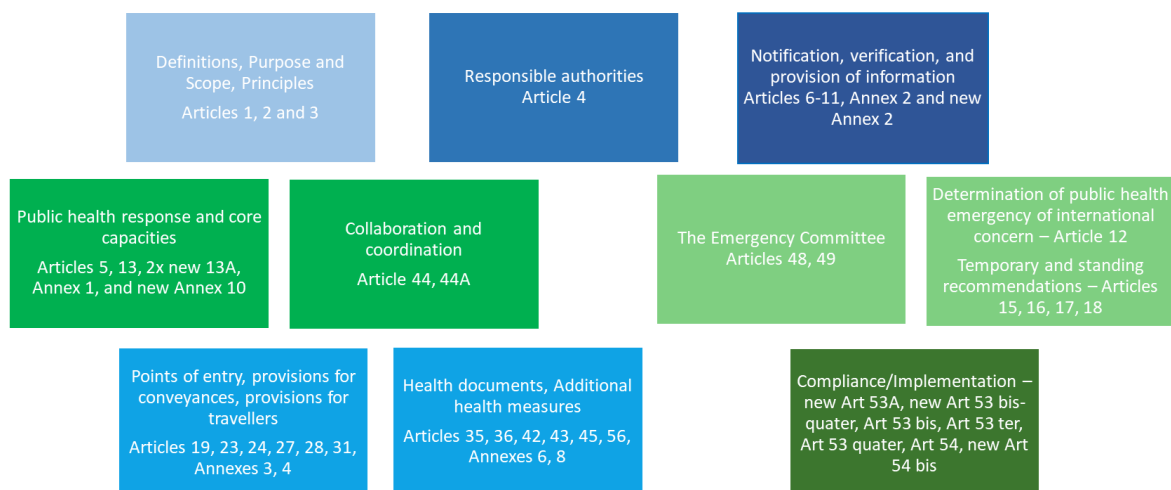 Definitions, Purpose and
Scope, Principles
Articles 1, 2 and 3
Responsible authorities
Article 4
Notification, verification, and
provision of information
Articles 6-11, Annex 2 and new
Annex 2
Public health response and core
capacities
Articles 5, 13, 2x new 13A,
Annex 1, and new Annex 10
Collaboration and
coordination
Article 44, 44A
The Emergency Committee
Articles 48, 49
Determination of public health
emergency of international
concern – Article 12
Temporary and standing
recommendations – Articles
15, 16, 17, 18
Points of entry, provisions for
conveyances, provisions for
travellers
Articles 19, 23, 24, 27, 28, 31,
Annexes 3, 4
Health documents, Additional
health measures
Articles 35, 36, 42, 43, 45, 56,
Annexes 6, 8
Compliance/Implementation –
new Art 53A, new Art 53 bis-
quater, Art 53 bis, Art 53 ter,
Art 53 quater, Art 54, new Art
54 bis